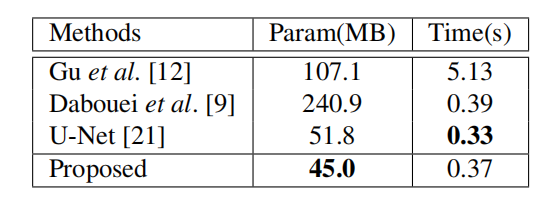 Methods Param(MB) Time(s)
Gu et al. [12] 107.1 5.13
Dabouei et al. [9] 240.9 0.39
U-Net [21] 51.8 0.33
Proposed 45.0 0.37